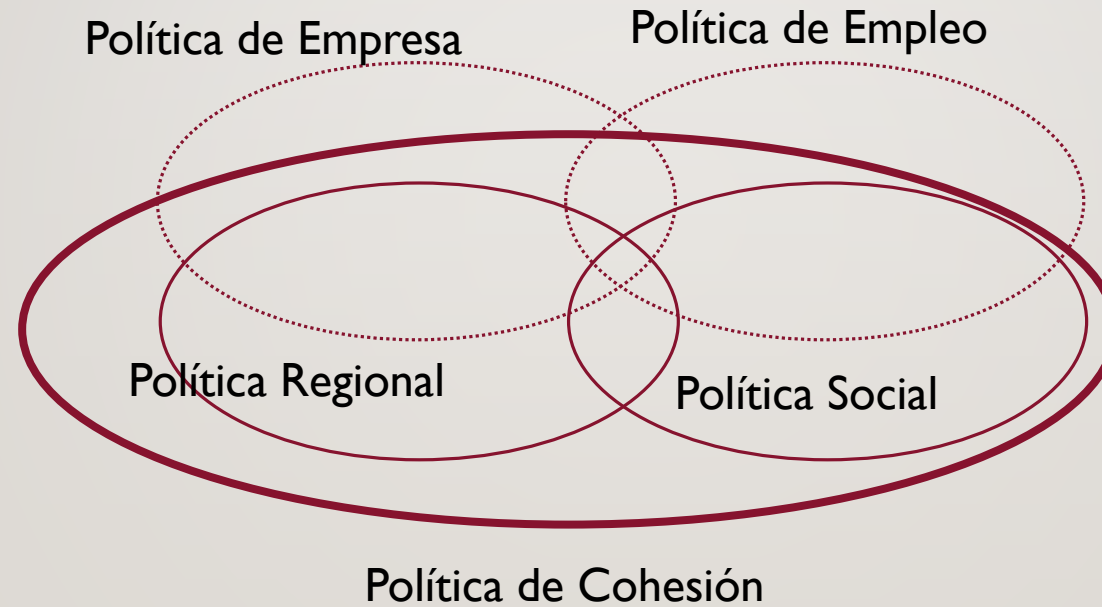 Política de Empresa
Política de Empleo
Política Regional
Política Social
Política de Cohesión